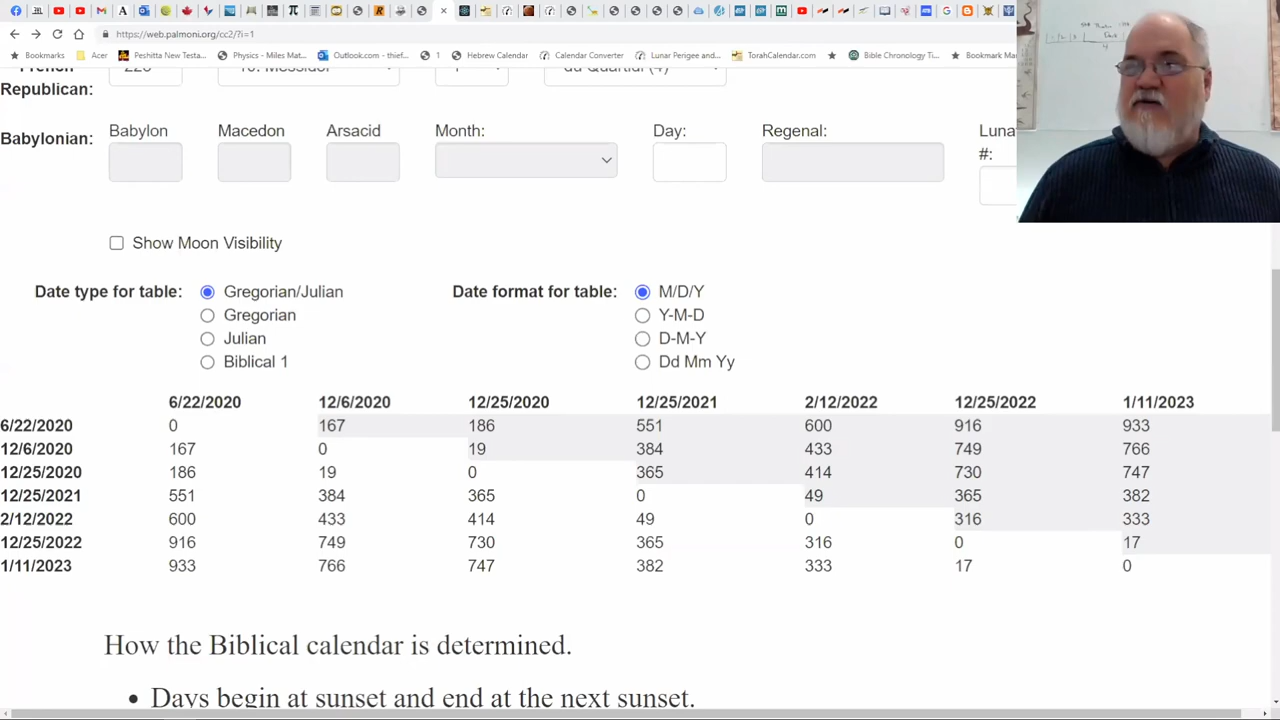 https://web.palmoni.org/cc2/?i=1
Bookmarks Acer Peshitta New Testa... Physics - Miles Mat... Outlook.com - thief... 1 Hebrew Calendar Calendar Converter Lunar Perigee and... TorahCalendar.com Bible Chronology Ti... Bookmark Ma
Republican:
Babylonian: Babylon Macedon Arsacid Month: Day: Regenal: Luna
#:
Show Moon Visibility
Date type for table: Gregorian/Julian Date format for table: M/D/Y
Gregorian Y-M-D
Julian D-M-Y
Biblical 1 Dd Mm Yy
6/22/2020 12/6/2020 12/25/2020 12/25/2021 2/12/2022 12/25/2022 1/11/2023
6/22/2020 0 167 186 551 600 916 933
12/6/2020 167 0 19 384 433 749 766
12/25/2020 186 19 0 365 414 730 747
12/25/2021 551 384 365 0 49 365 382
2/12/2022 600 433 414 49 0 316 333
12/25/2022 916 749 730 365 316 0 17
1/11/2023 933 766 747 382 333 17 0
How the Biblical calendar is determined.
• Days begin at sunset and end at the next sunset.